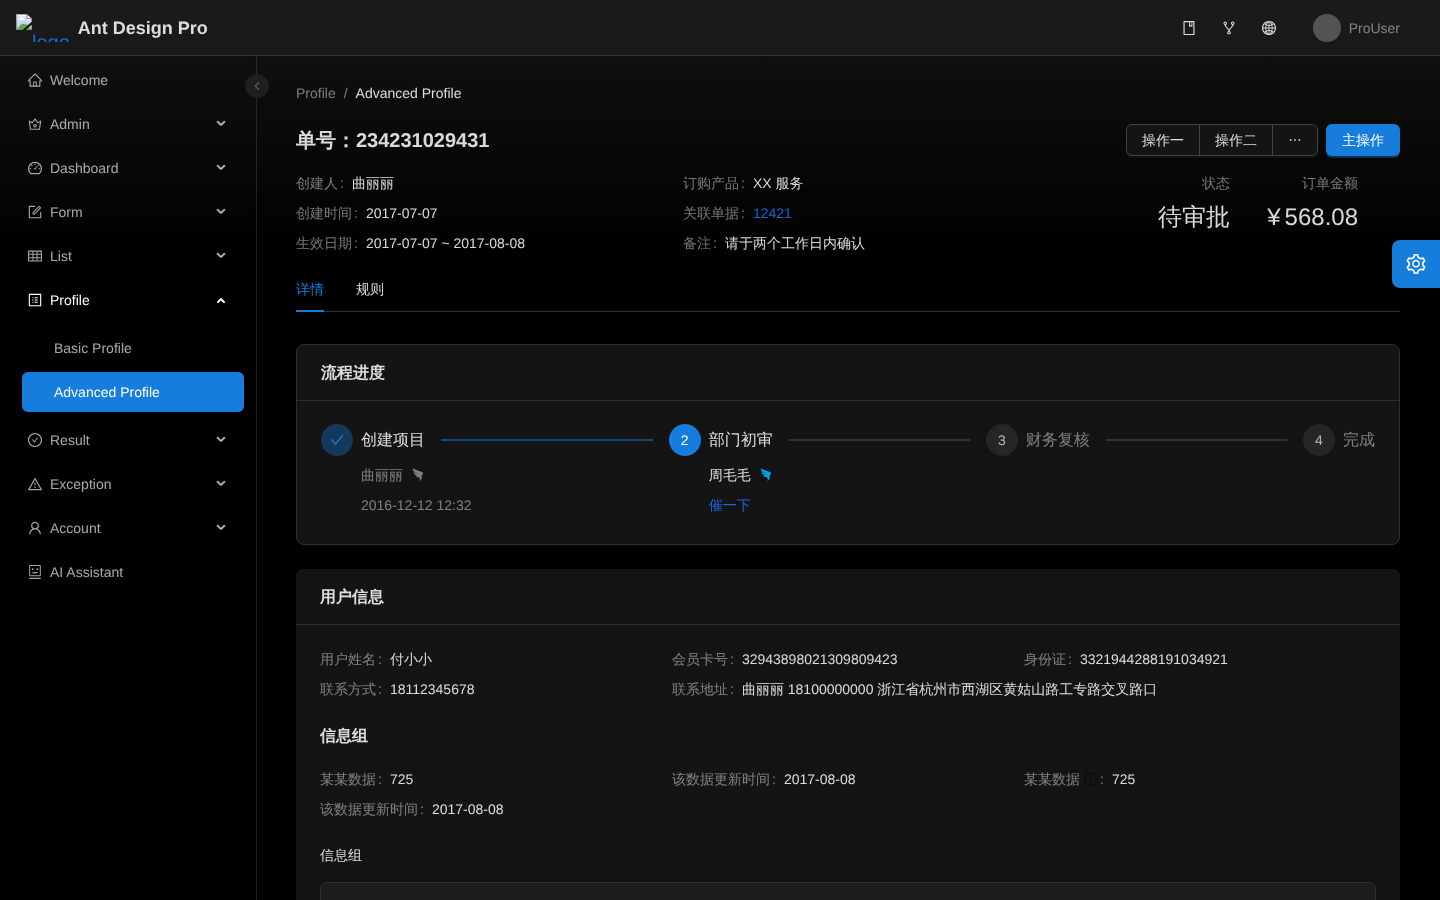 logo Ant Design Pro
ProUser
Welcome
Admin
Dashboard
Form
List
Profile
Basic Profile
Advanced Profile
Result
Exception
Account
AI Assistant
Profile / Advanced Profile
单号：234231029431
操作一 操作二 ··· 主操作
创建人: 曲丽丽 订购产品: XX 服务
创建时间: 2017-07-07 关联单据: 12421
生效日期: 2017-07-07 ~ 2017-08-08 备注: 请于两个工作日内确认
状态 订单金额
待审批 ¥ 568.08
详情 规则
流程进度
创建项目 2 部门初审 3 财务复核 4 完成
曲丽丽 周毛毛
2016-12-12 12:32 催一下
用户信息
用户姓名: 付小小 会员卡号: 32943898021309809423 身份证: 3321944288191034921
联系方式: 18112345678 联系地址: 曲丽丽 18100000000 浙江省杭州市西湖区黄姑山路工专路交叉路口
信息组
某某数据: 725 该数据更新时间: 2017-08-08 某某数据 : 725
该数据更新时间: 2017-08-08
信息组